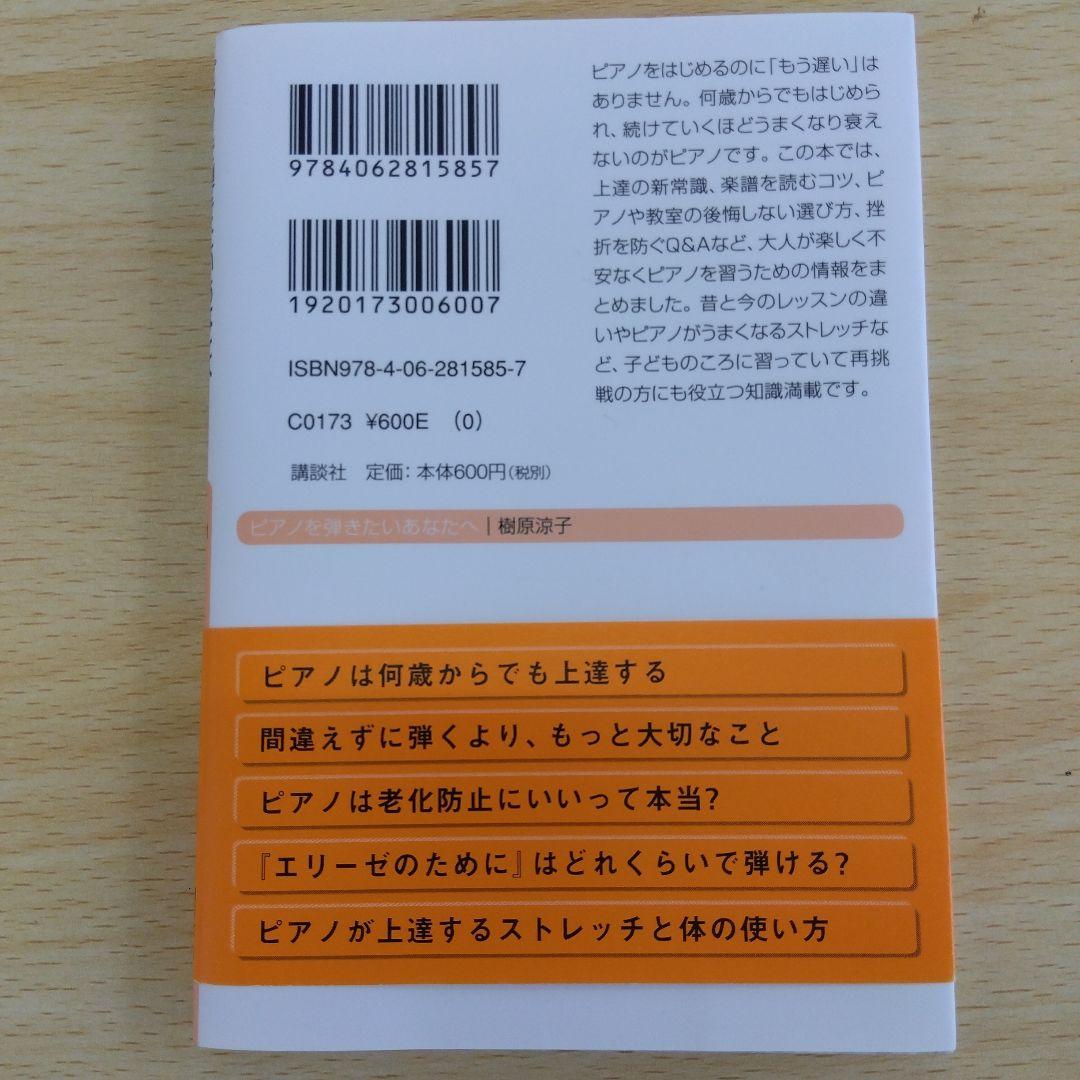 9784062815857
1920173006007
ISBN978-4-06-281585-7
C0173 ¥600E (0)
講談社 定価：本体600円（税別）
ピアノをはじめるのに「もう遅い」は
ありません。何歳からでもはじめら
れ、続けていくほどうまくなり衰え
ないのがピアノです。この本では、
上達の新常識、楽譜を読むコツ、ピ
アノや教室の後悔しない選び方、挫
折を防ぐQ&Aなど、大人が楽しく不
安なくピアノを習うための情報をま
とめました。昔と今のレッスンの違
いやピアノがうまくなるストレッチな
ど、子どものころに習っていて再挑
戦の方にも役立つ知識満載です。
ピアノを弾きたいあなたへ｜樹原涼子
ピアノは何歳からでも上達する
間違えずに弾くより、もっと大切なこと
ピアノは老化防止にいいって本当?
『エリーゼのために』はどれくらいで弾ける?
ピアノが上達するストレッチと体の使い方